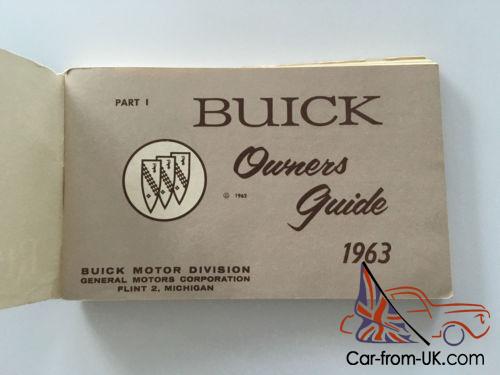 PART I
BUICK
Owners
Guide
© 1962
1963
BUICK MOTOR DIVISION
GENERAL MOTORS CORPORATION
FLINT 2, MICHIGAN
Car-from-UK.com